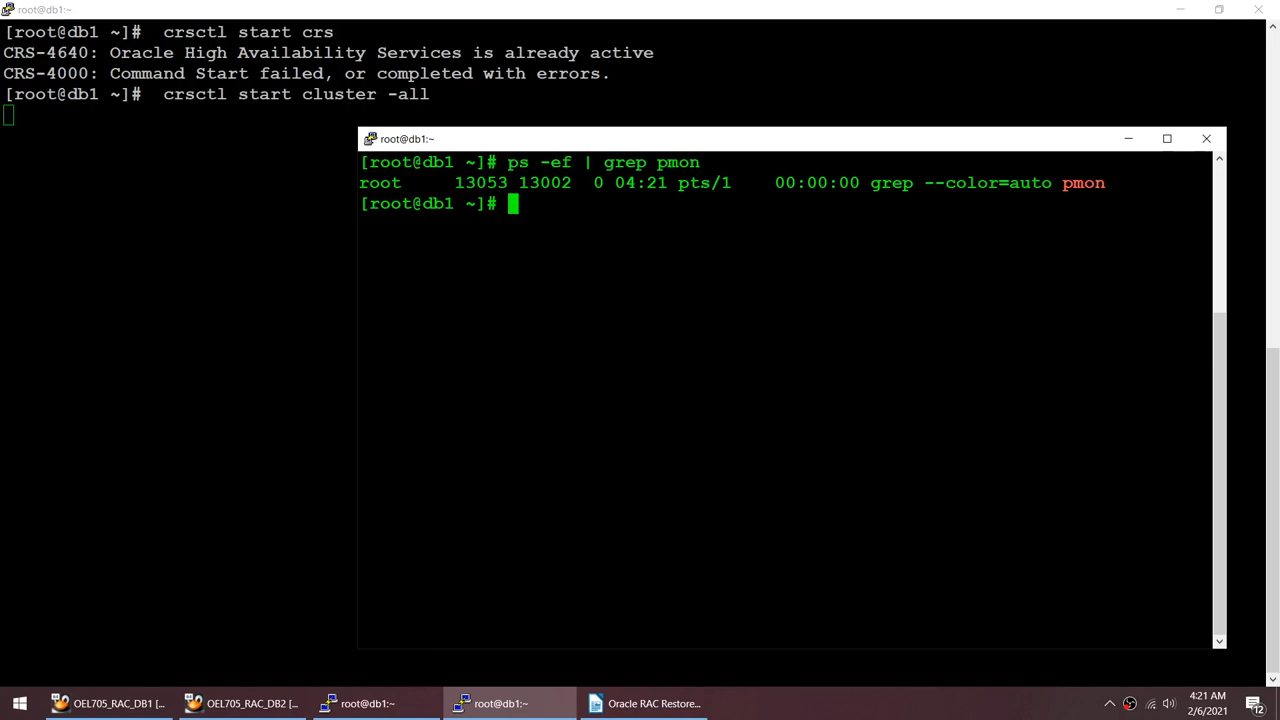 root@db1:~
[root@db1 ~]#  crsctl start crs
CRS-4640: Oracle High Availability Services is already active
CRS-4000: Command Start failed, or completed with errors.
[root@db1 ~]#  crsctl start cluster -all
root@db1:~
[root@db1 ~]# ps -ef | grep pmon
root     13053 13002  0 04:21 pts/1    00:00:00 grep --color=auto pmon
[root@db1 ~]#
OEL705_RAC_DB1 [...
OEL705_RAC_DB2 [...
root@db1:~
root@db1:~
Oracle RAC Restore...
4:21 AM
2/6/2021
12